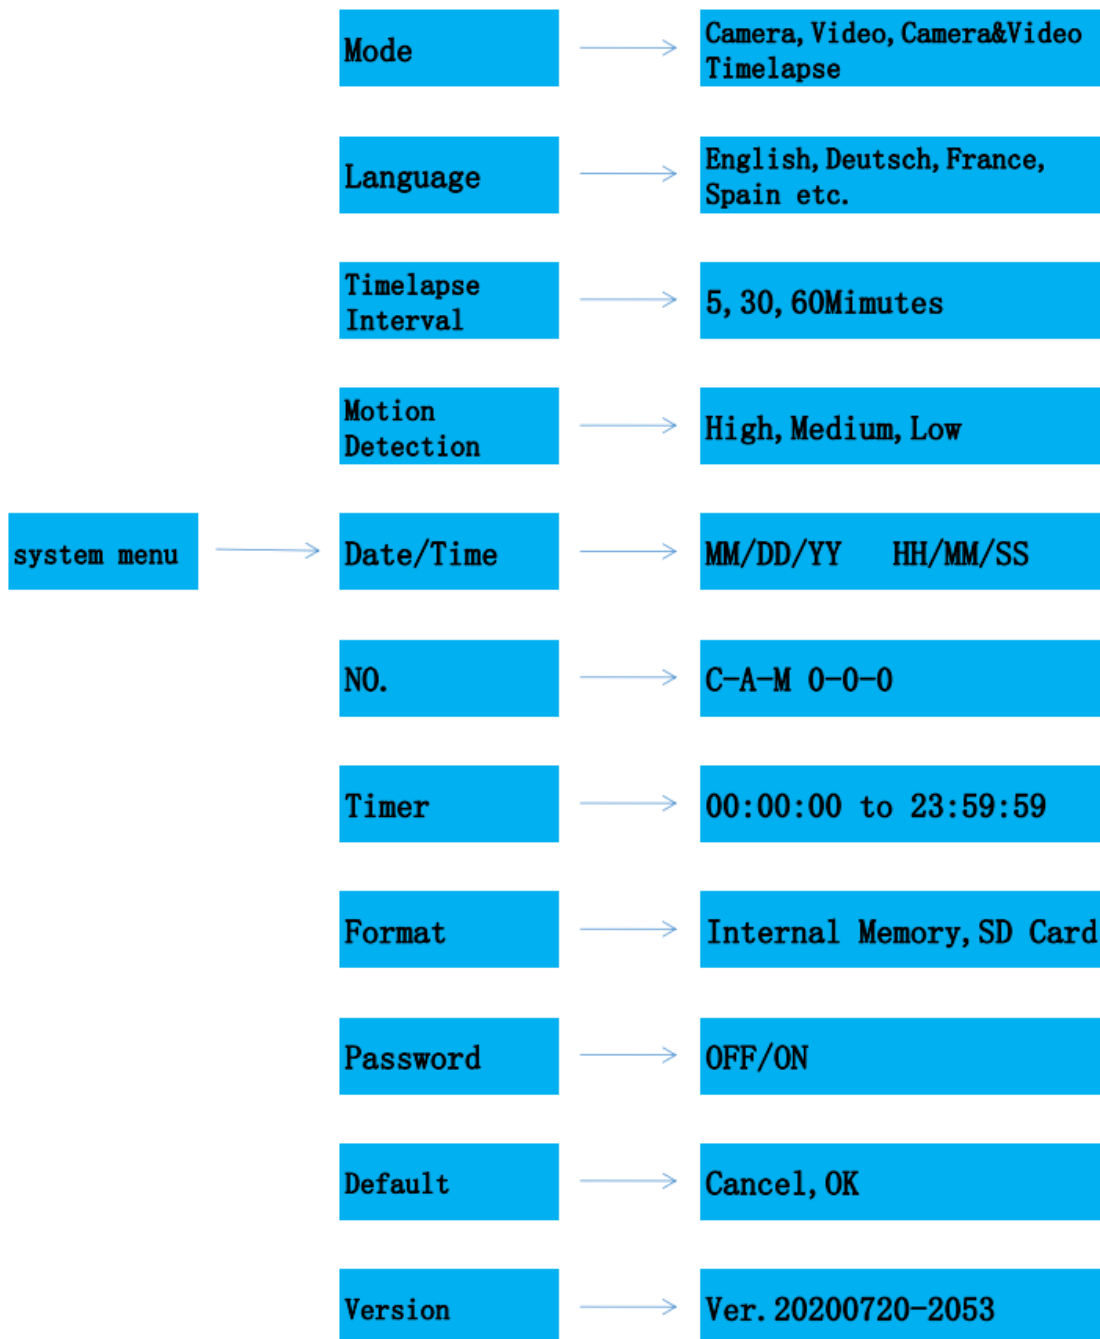 Mode
Camera,Video,Camera&Video
Timelapse
Language
English,Deutsch,France,
Spain etc.
Timelapse
Interval
5,30,60Mimutes
Motion
Detection
High,Medium,Low
system menu
Date/Time
MM/DD/YY HH/MM/SS
NO.
C-A-M 0-0-0
Timer
00:00:00 to 23:59:59
Format
Internal Memory,SD Card
Password
OFF/ON
Default
Cancel,OK
Version
Ver.20200720-2053